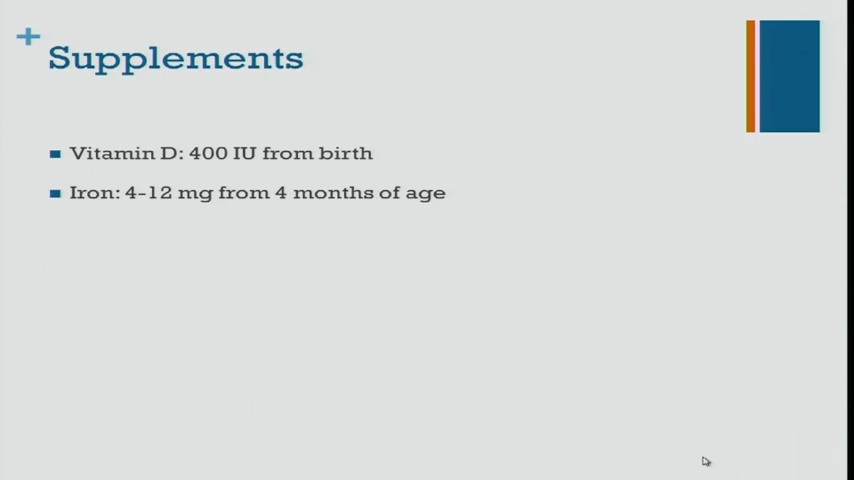 +
Supplements
Vitamin D: 400 IU from birth
Iron: 4-12 mg from 4 months of age